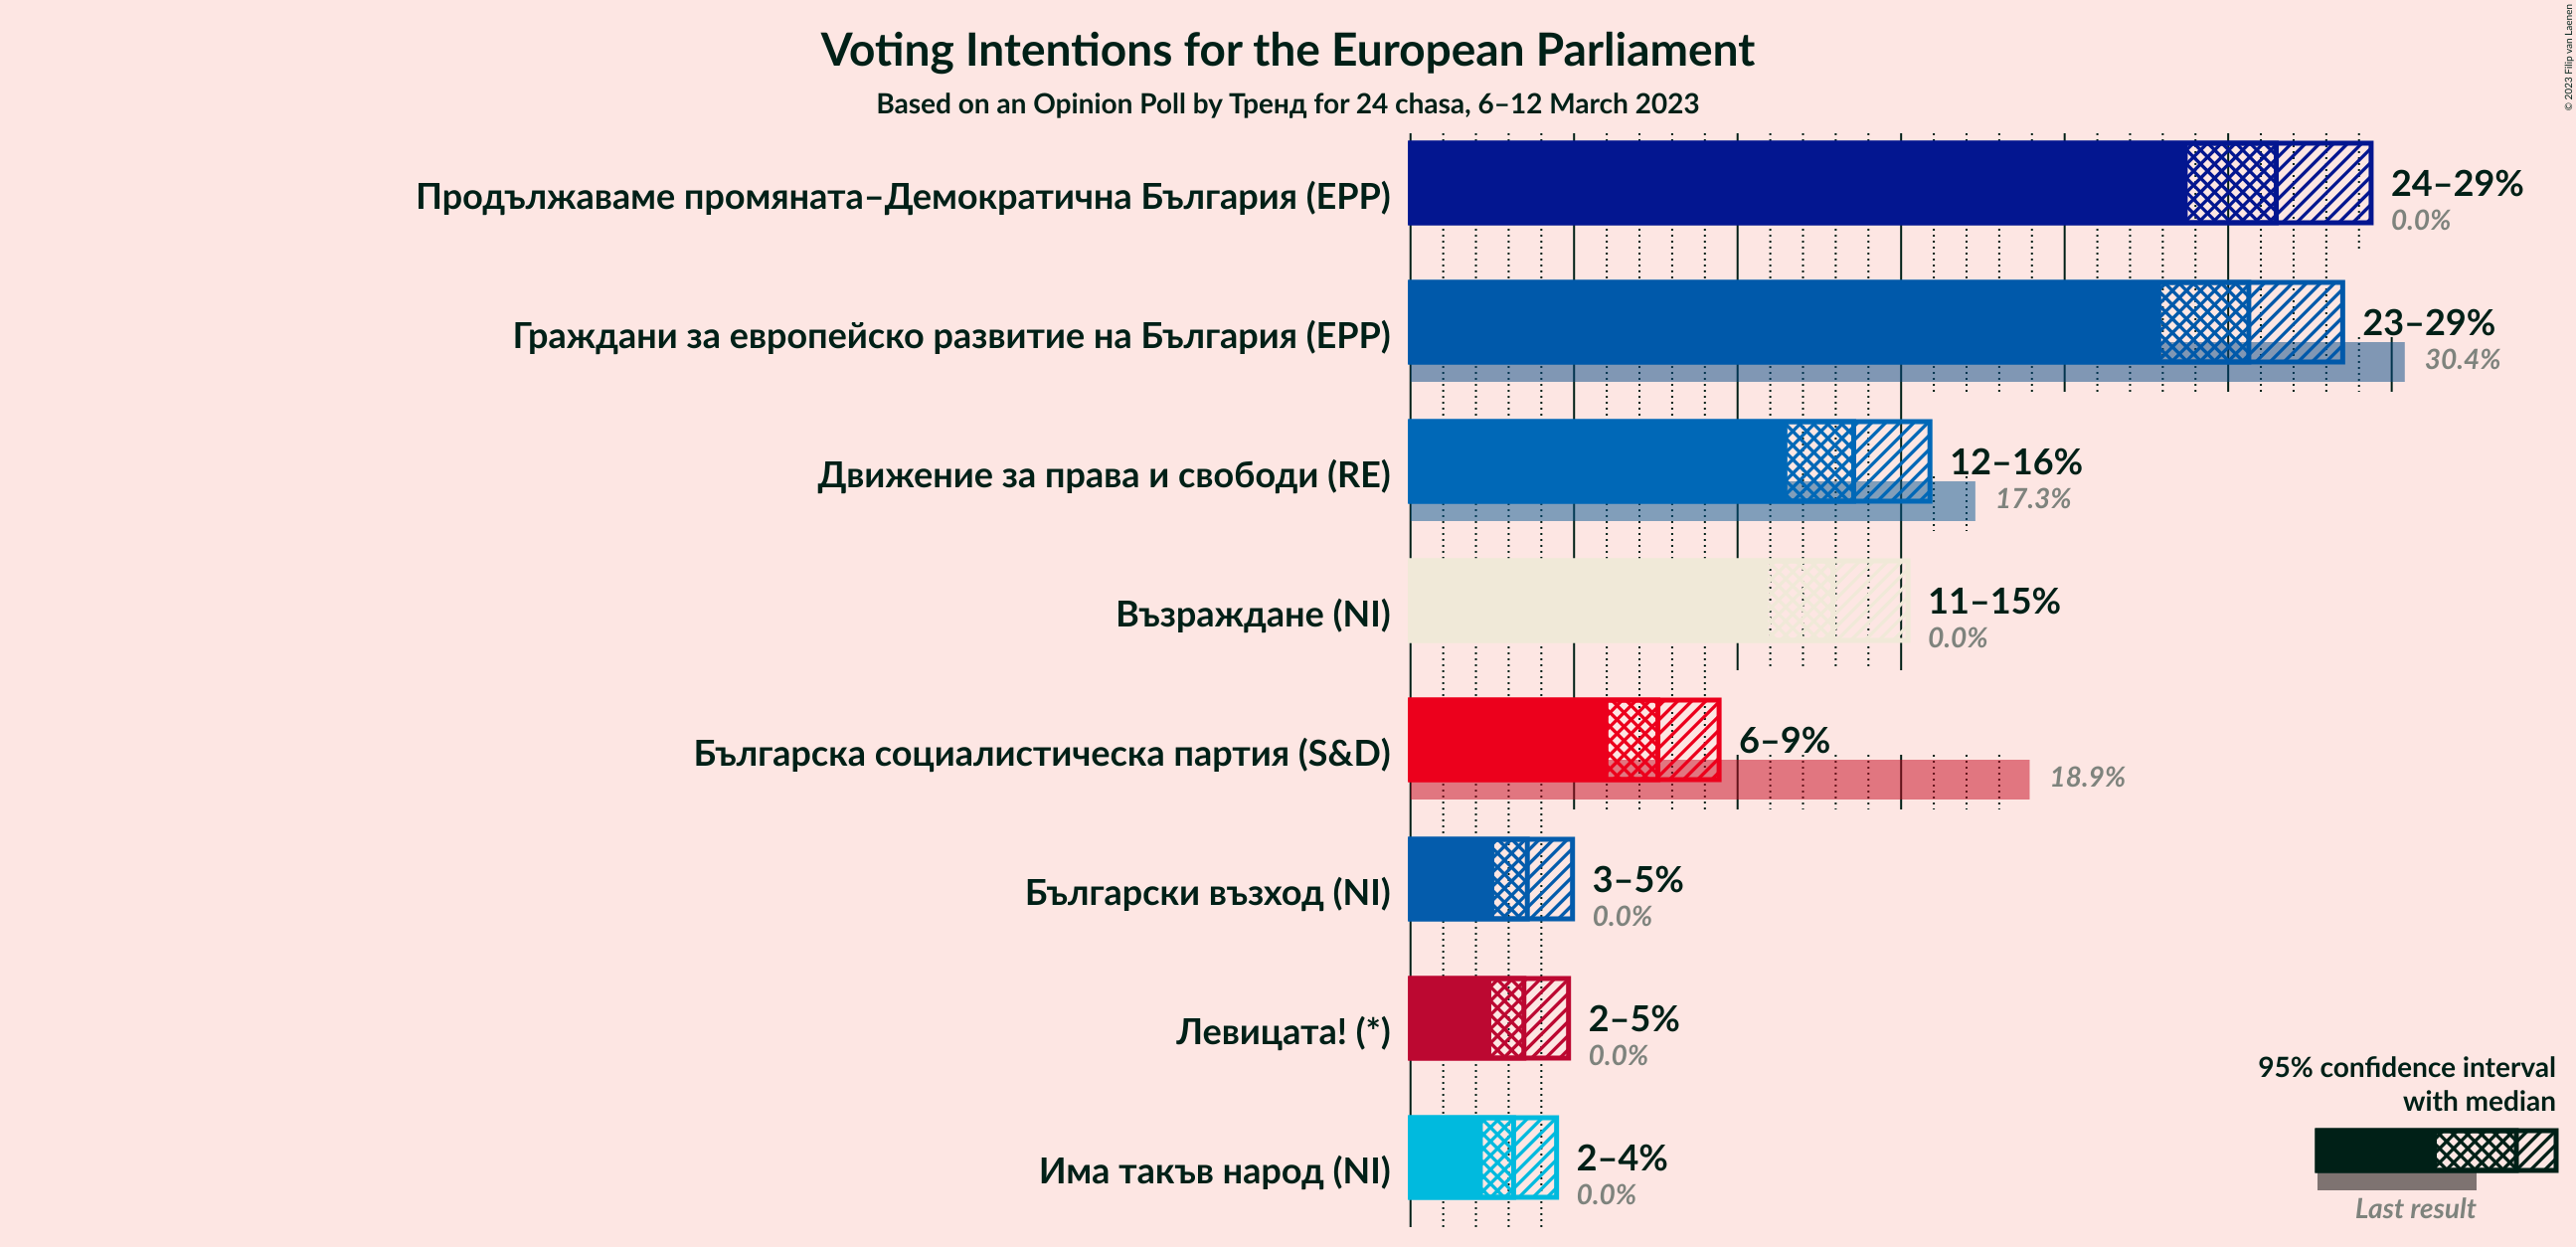 Voting Intentions for the European Parliament
Based on an Opinion Poll by Тренд for 24 chasa, 6–12 March 2023
© 2023 Filip van Laenen
Продължаваме промяната–Демократична България (EPP)
24–29%
0.0%
Граждани за европейско развитие на България (EPP)
23–29%
30.4%
Движение за права и свободи (RE)
12–16%
17.3%
Възраждане (NI)
11–15%
0.0%
Българска социалистическа партия (S&D)
6–9%
18.9%
Български възход (NI)
3–5%
0.0%
Левицата! (*)
2–5%
0.0%
Има такъв народ (NI)
2–4%
0.0%
95% confidence interval
with median
Last result